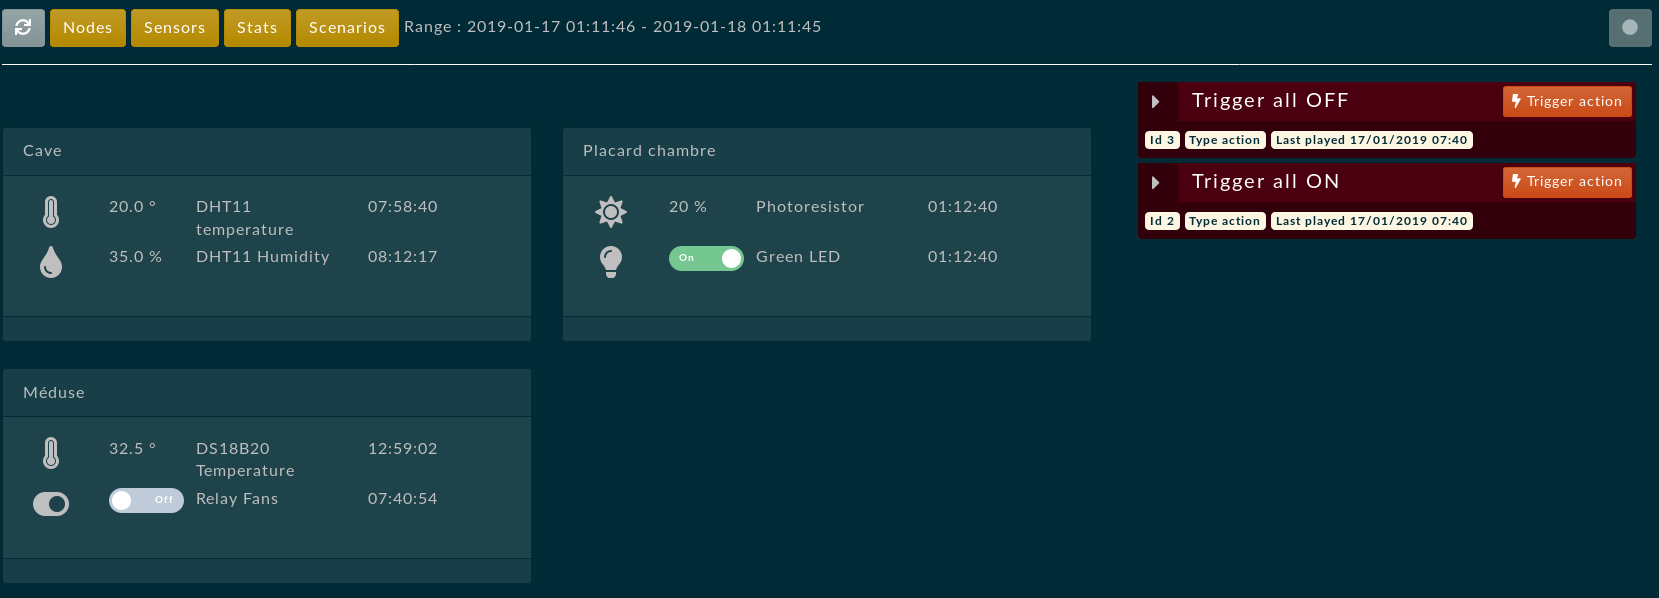 Nodes Sensors Stats Scenarios Range : 2019-01-17 01:11:46 - 2019-01-18 01:11:45
Cave
20.0 ° DHT11 07:58:40
temperature
35.0 % DHT11 Humidity 08:12:17
Placard chambre
20 % Photoresistor 01:12:40
On Green LED 01:12:40
Méduse
32.5 ° DS18B20 12:59:02
Temperature
Off Relay Fans 07:40:54
Trigger all OFF Trigger action
Id 3 Type action Last played 17/01/2019 07:40
Trigger all ON Trigger action
Id 2 Type action Last played 17/01/2019 07:40